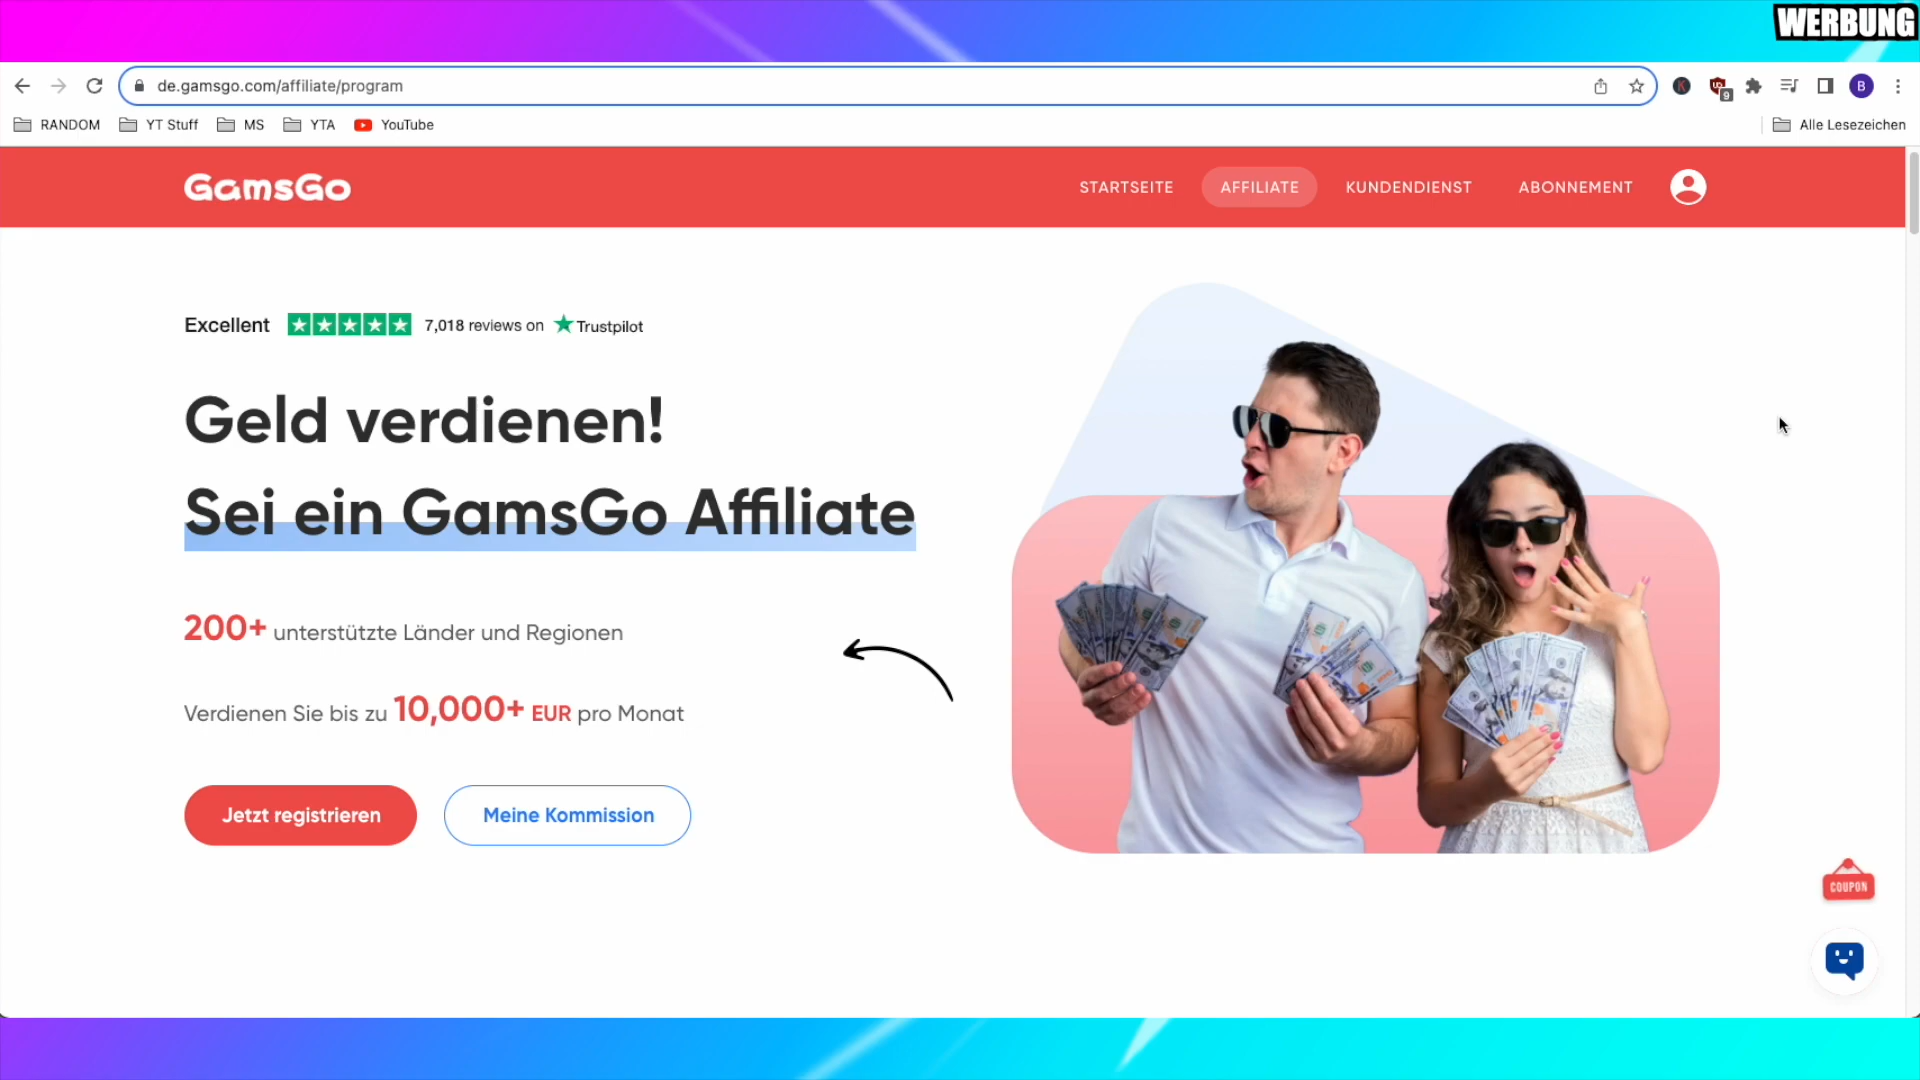 WERBUNG
de.gamsgo.com/affiliate/program
9
B
RANDOM
YT Stuff
MS
YTA
YouTube
Alle Lesezeichen
GamsGo
STARTSEITE
AFFILIATE
KUNDENDIENST
ABONNEMENT
Excellent
7,018 reviews on
Trustpilot
Geld verdienen!
Sei ein GamsGo Affiliate
200+ unterstützte Länder und Regionen
Verdienen Sie bis zu 10,000+ EUR pro Monat
Jetzt registrieren
Meine Kommission
COUPON